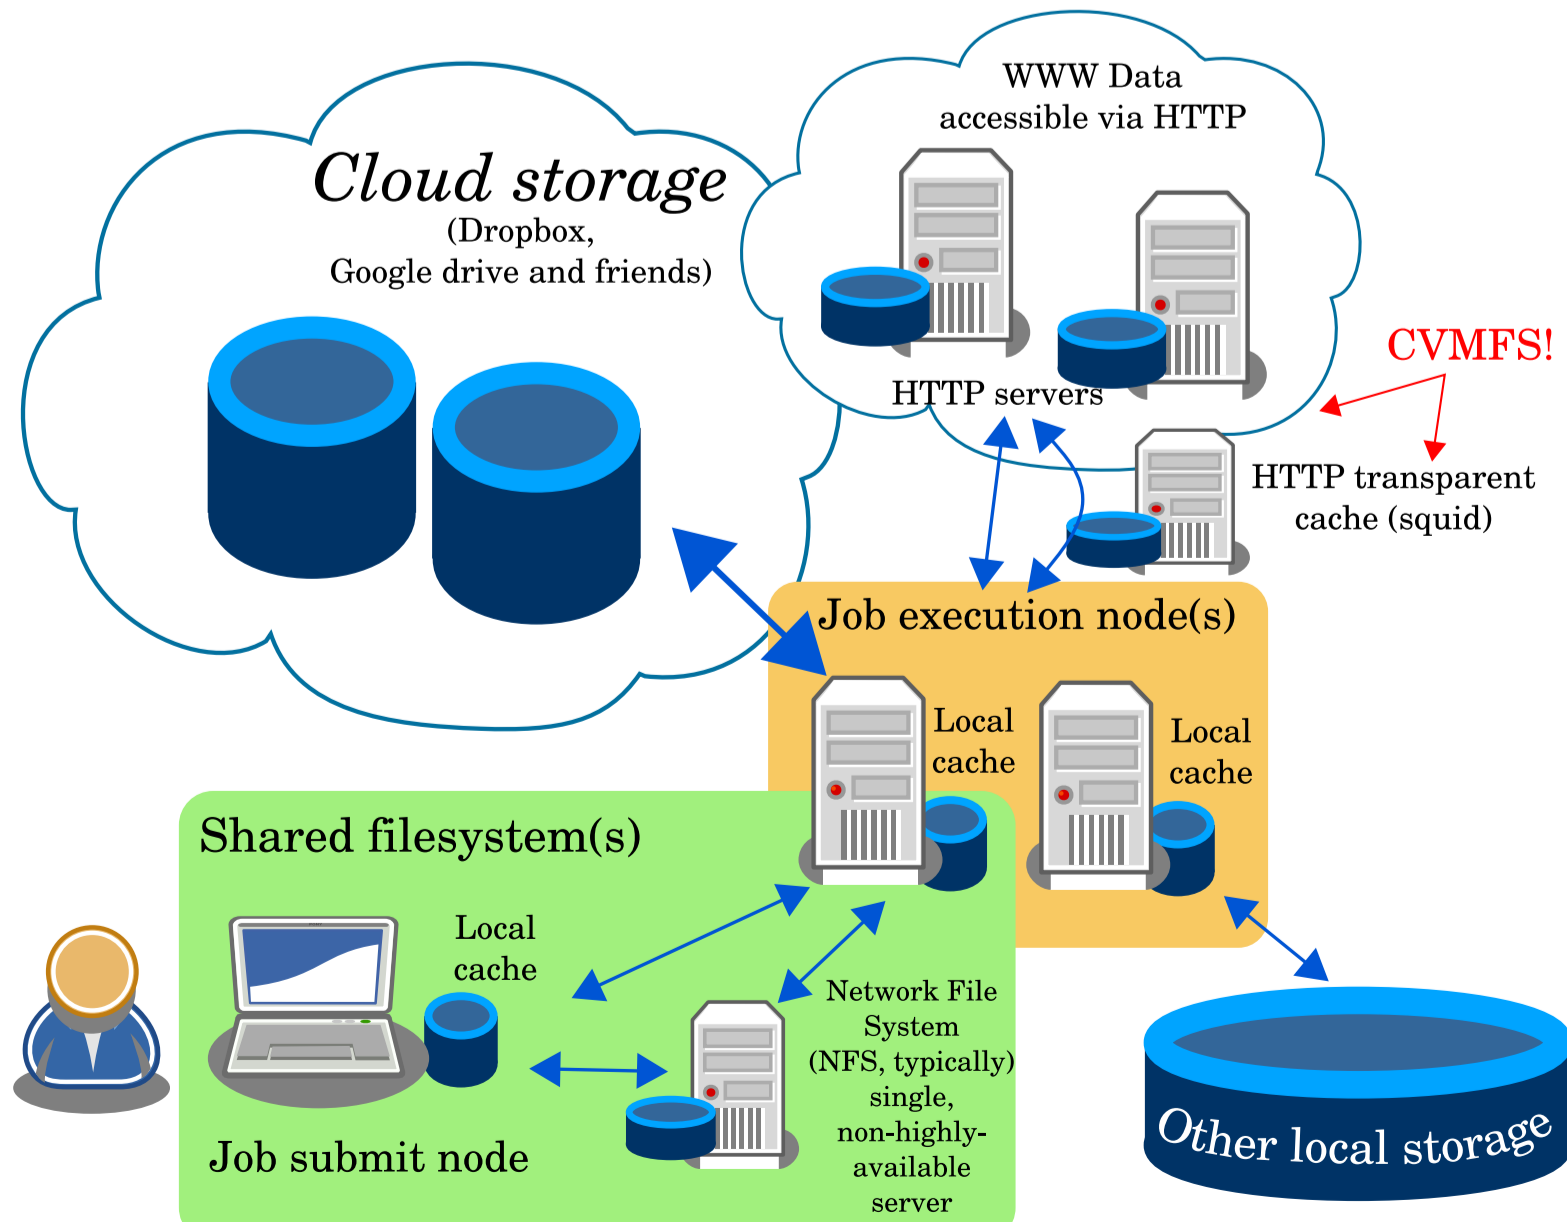 WWW Data
accessible via HTTP
Cloud storage
(Dropbox,
Google drive and friends)
HTTP servers
CVMFS!
HTTP transparent
cache (squid)
Job execution node(s)
Local
cache
Local
cache
Shared filesystem(s)
Local
cache
Job submit node
Network File
System
(NFS, typically)
single,
non-highly-
available
server
Other local storage